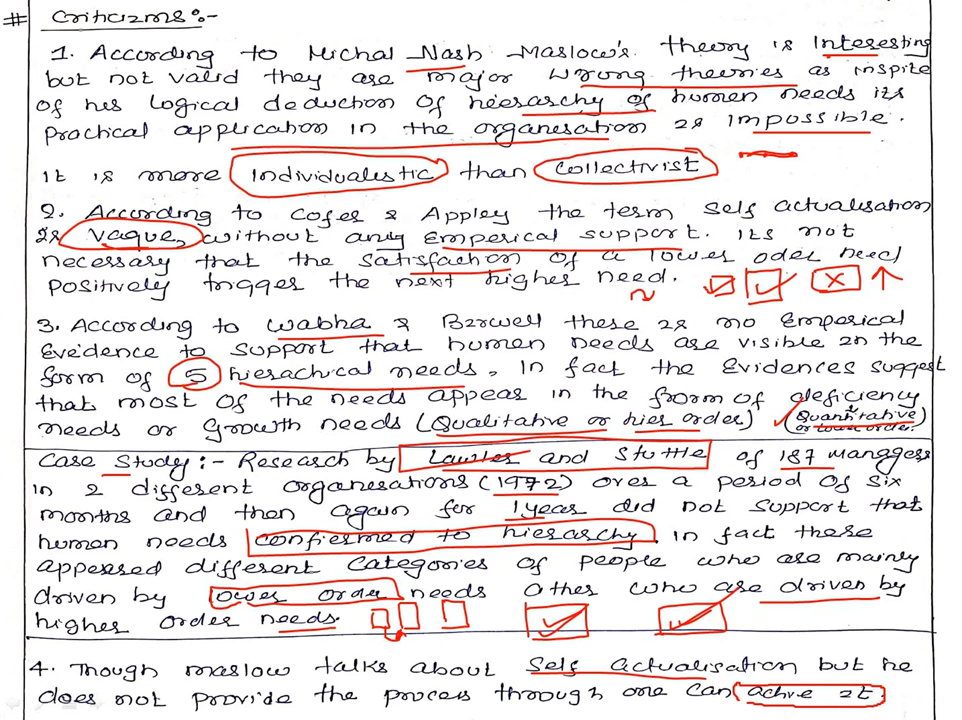 # Criticizms:-
1. According to Michal Nash Maslow's theory is Interesting
but not valid they are major wrong theories as inspite
of his logical deduction of hierarchy of human needs its
practical application in the organisation is impossible.
It is more individualistic than collectivist
2. According to Cofer & Appley the term self actualisation
is vague, without any emperical support. its not
necessary that the satisfaction of a lower oder need
positively trigger the next higher need.
3. According to wabha & Birwell there is no Emperical
Evidence to support that human needs are visible in the
form of 5 hierachical needs. In fact the Evidences suggest
that most of the needs appear in the form of deficiency
needs or Growth needs (Qualitative or hier order) (Quantitative
or lower order.
Case Study:- Research by Lawler and Stuttle of 187 managers
in 2 different organisations (1972) over a period of six
months and then again for 1 year did not support that
human needs confirmed to hierarchy. In fact there
appeared different categories of people who are mainly
driven by lower order needs other who are driven by
higher order needs.
4. Though maslow talks about self actualisation but he
does not provide the process through one can achive it.